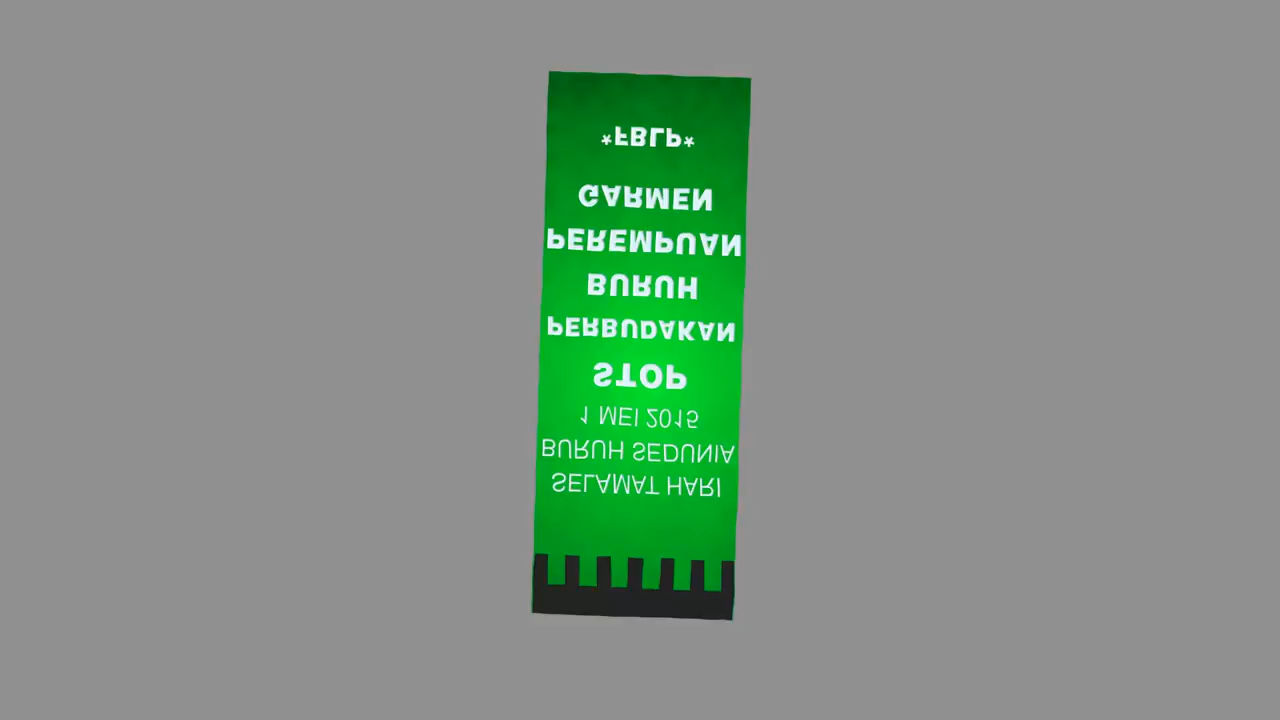 SELAMAT HARI
BURUH SEDUNIA
1 MEI 2015
STOP
PERBUDAKAN
BURUH
PEREMPUAN
GARMEN
*FBLP*